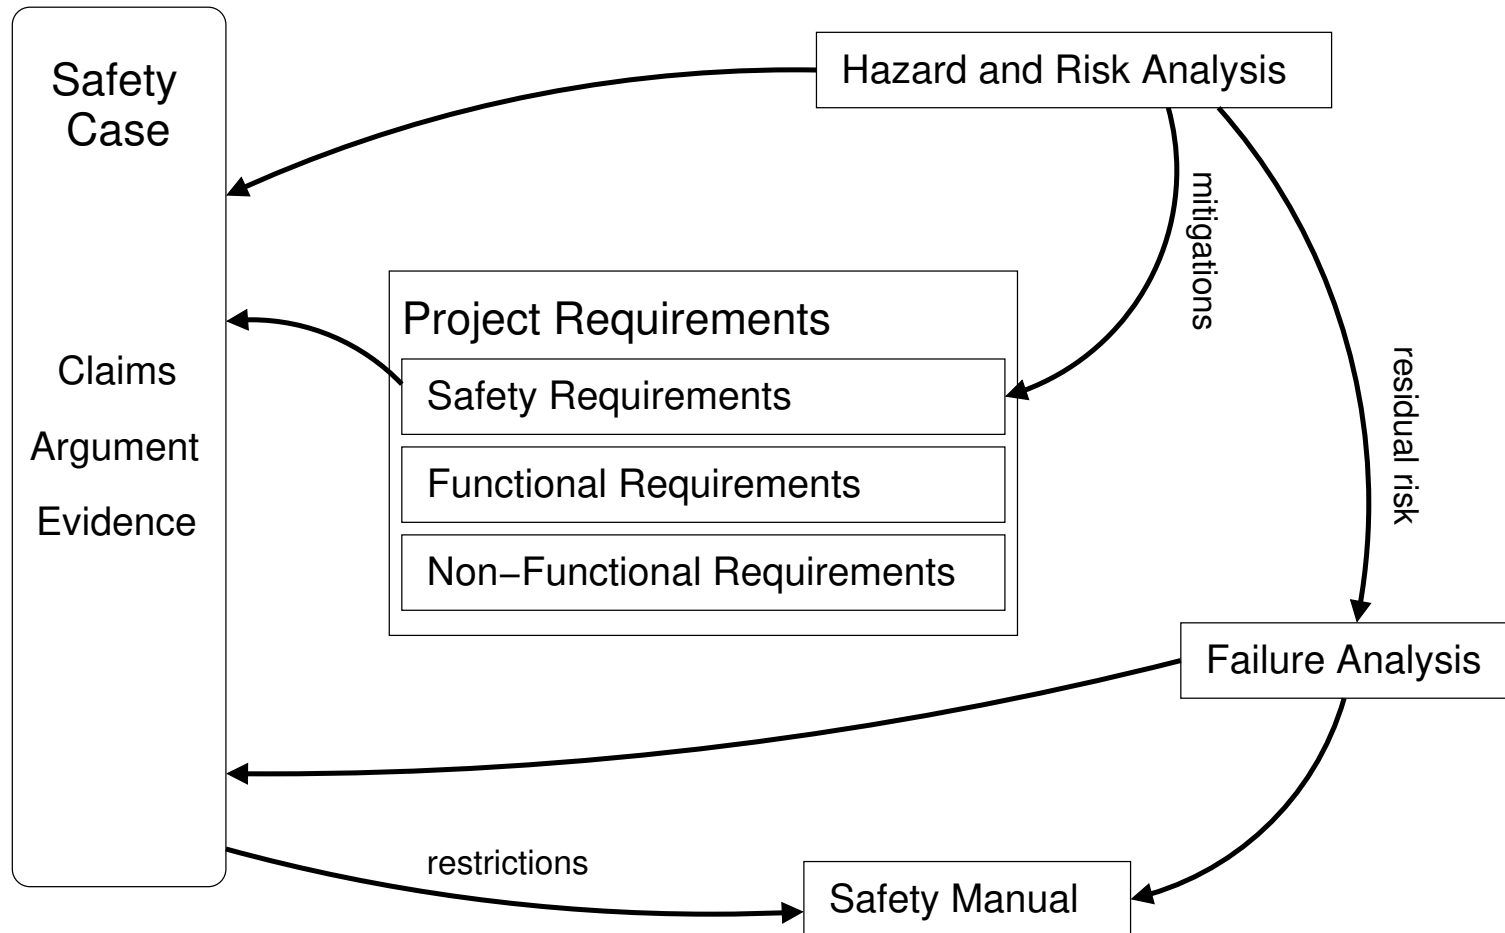 Safety
Case
Claims
Argument
Evidence
Hazard and Risk Analysis
mitigations
residual risk
Project Requirements
Safety Requirements
Functional Requirements
Non−Functional Requirements
Failure Analysis
restrictions
Safety Manual